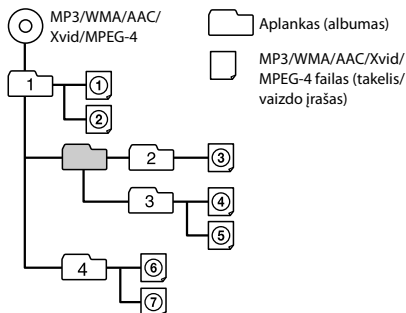 MP3/WMA/AAC/
Xvid/MPEG-4
Aplankas (albumas)
MP3/WMA/AAC/Xvid/
MPEG-4 failas (takelis/
vaizdo įrašas)
1
①
②
2
③
3
④
⑤
4
⑥
⑦